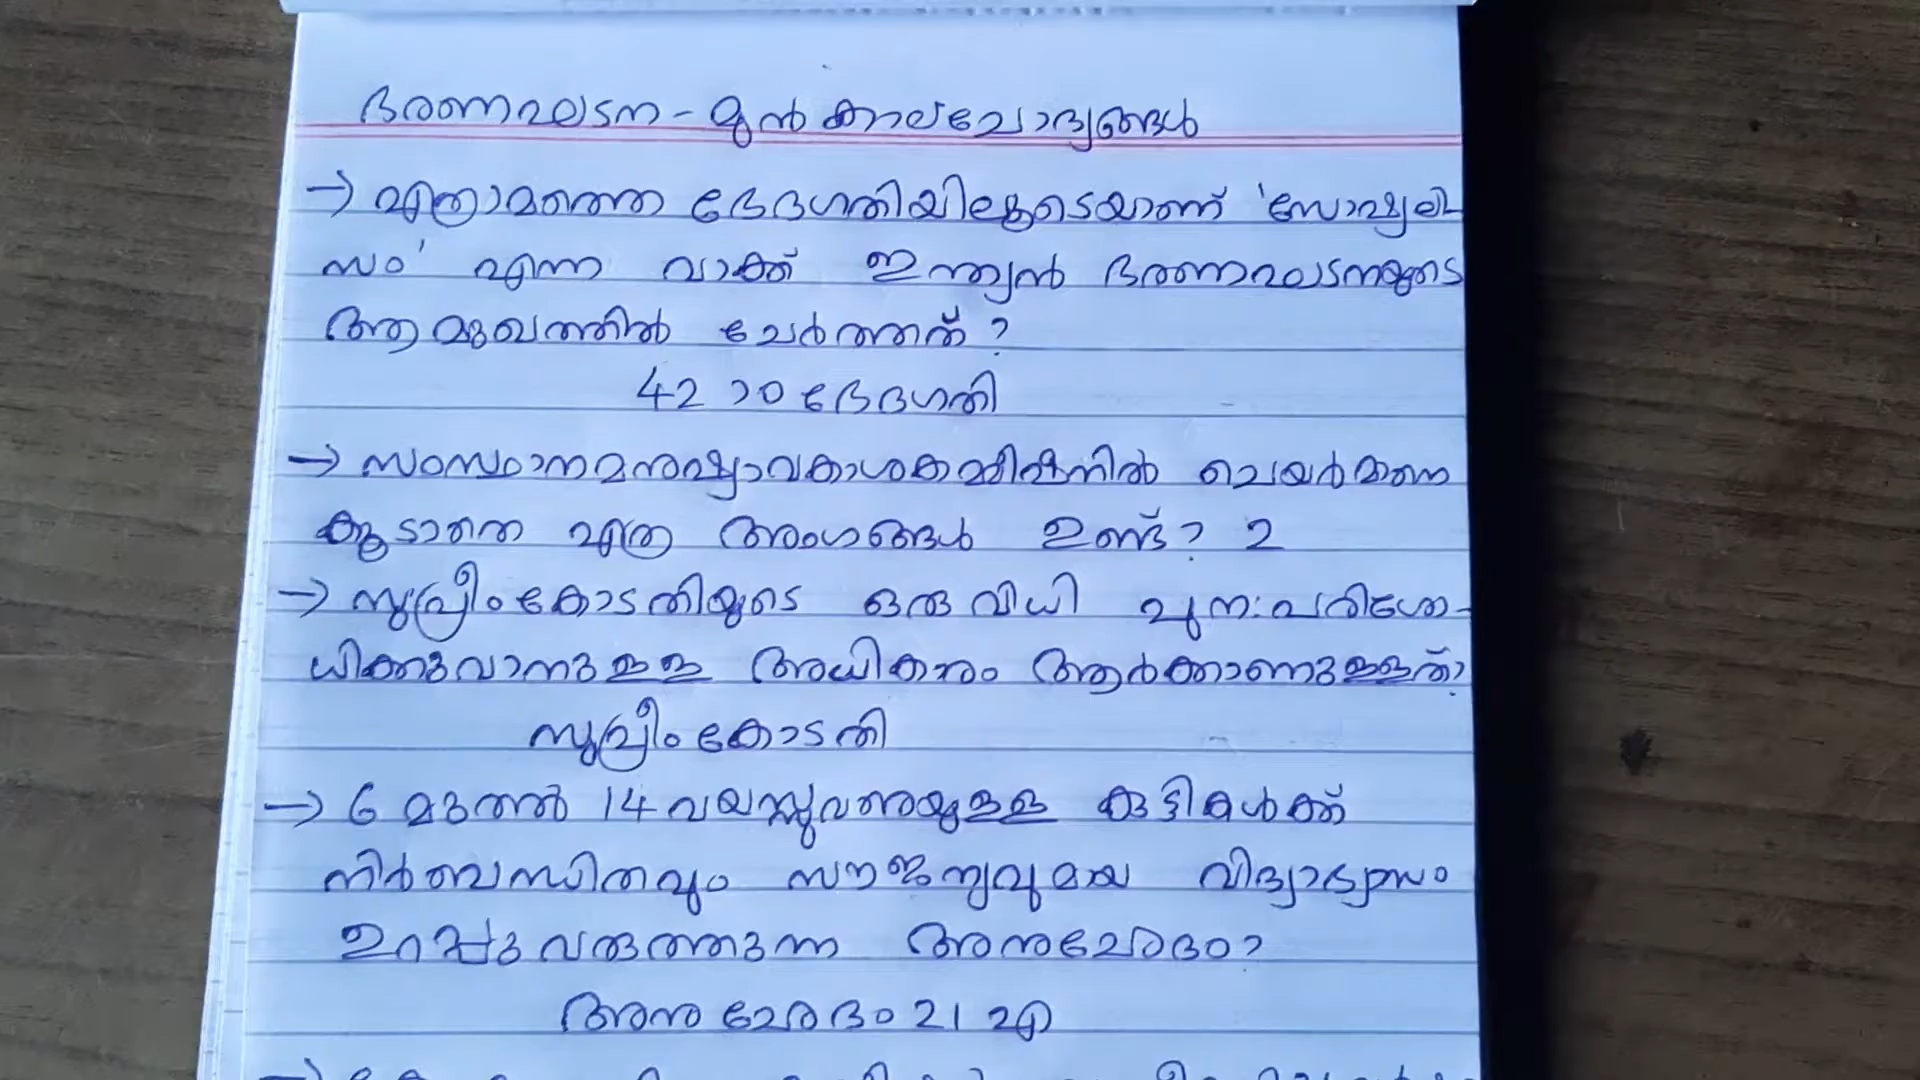 ഭരണഘടന - മുൻകാലചോദ്യങ്ങൾ
→ എത്രാമത്തെ ഭേദഗതിയിലൂടെയാണ് 'സോഷ്യലി-
സം' എന്ന വാക്ക് ഇന്ത്യൻ ഭരണഘടനയുടെ
ആമുഖത്തിൽ ചേർത്തത്?
42 ാം ഭേദഗതി
→ സംസ്ഥാന മനുഷ്യാവകാശ കമ്മീഷനിൽ ചെയർമാനെ
കൂടാതെ എത്ര അംഗങ്ങൾ ഉണ്ട്? 2
→ സുപ്രീം കോടതിയുടെ ഒരു വിധി പുന:പരിശോ-
ധിക്കുവാനുള്ള അധികാരം ആർക്കാണുള്ളത്?
സുപ്രീം കോടതി
→ 6 മുതൽ 14 വയസ്സുവരെയുള്ള കുട്ടികൾക്ക്
നിർബന്ധിതവും സൗജന്യവുമായ വിദ്യാഭ്യാസം
ഉറപ്പുവരുത്തുന്ന അനുഛേദം?
അനുഛേദം 21 എ